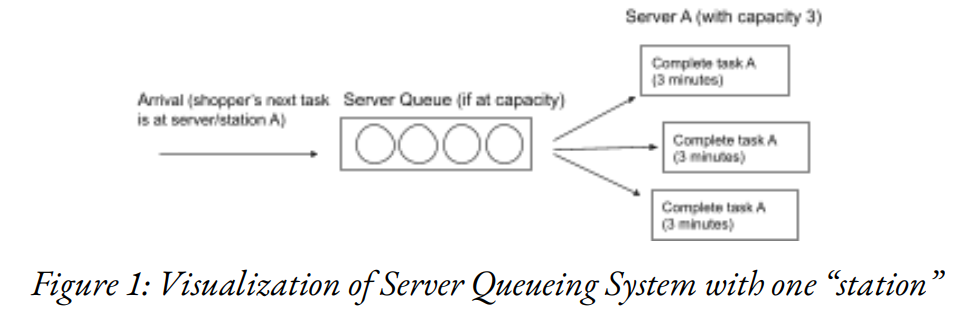 Server A (with capacity 3)
Complete task A
(3 minutes)
Arrival (shopper's next task
is at server/station A)
Server Queue (if at capacity)
Complete task A
(3 minutes)
Complete task A
(3 minutes)
Figure 1: Visualization of Server Queueing System with one “station”